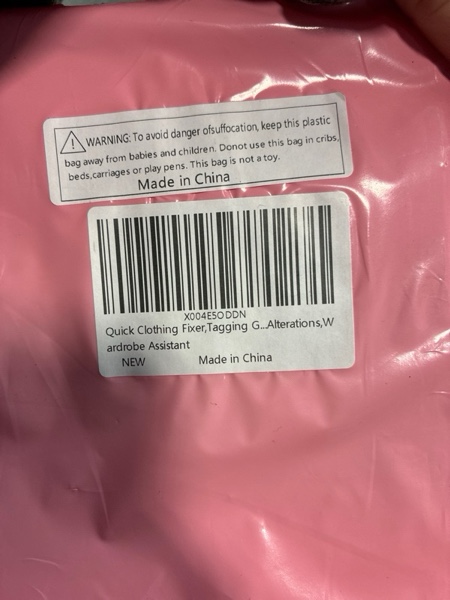 WARNING: To avoid danger ofsuffocation, keep this plastic
bag away from babies and children. Donot use this bag in cribs,
beds,carriages or play pens. This bag is not a toy.
Made in China
X004E5ODDN
Quick Clothing Fixer,Tagging G...Alterations,W
ardrobe Assistant
NEW Made in China